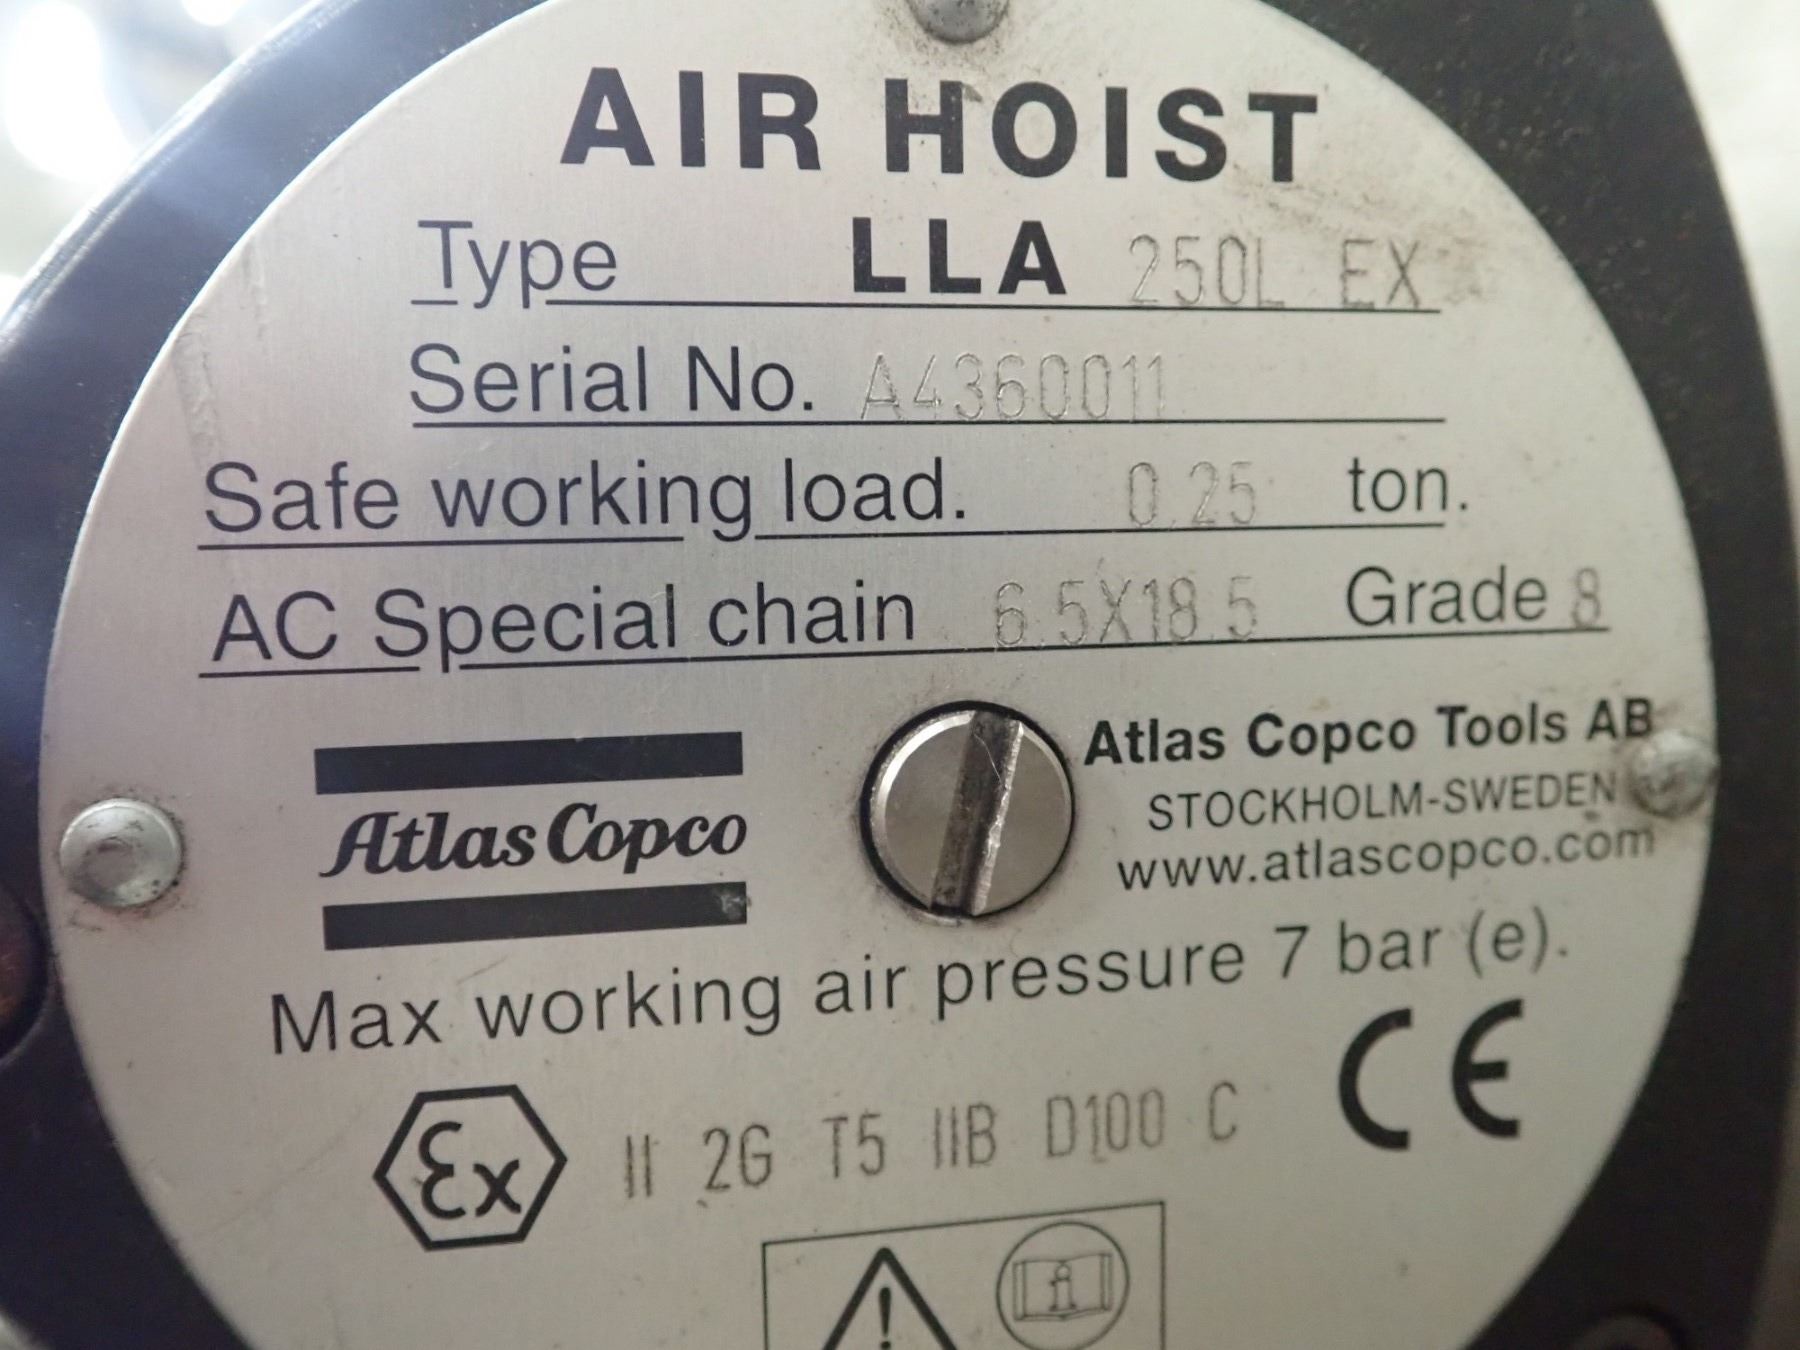 AIR HOIST
Type LLA 250L EX
Serial No. A4360011
Safe working load. 0.25 ton.
AC Special chain 6.5X18.5 Grade 8
Atlas Copco
Atlas Copco Tools AB
STOCKHOLM-SWEDEN
www.atlascopco.com
Max working air pressure 7 bar (e).
CE
Ex II 2G T5 IIB D100 C
! i